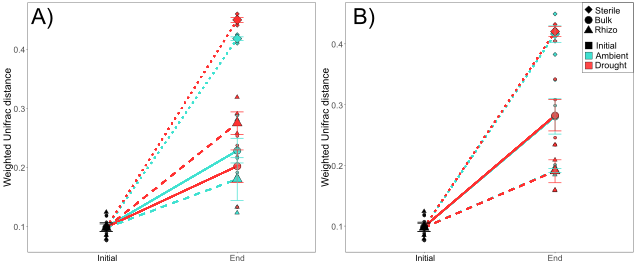 A)
Weighted Unifrac distance
0.4
0.3
0.2
0.1
Initial
End
B)
Weighted Unifrac distance
0.4
0.3
0.2
0.1
Initial
End
Sterile
Bulk
Rhizo
Initial
Ambient
Drought